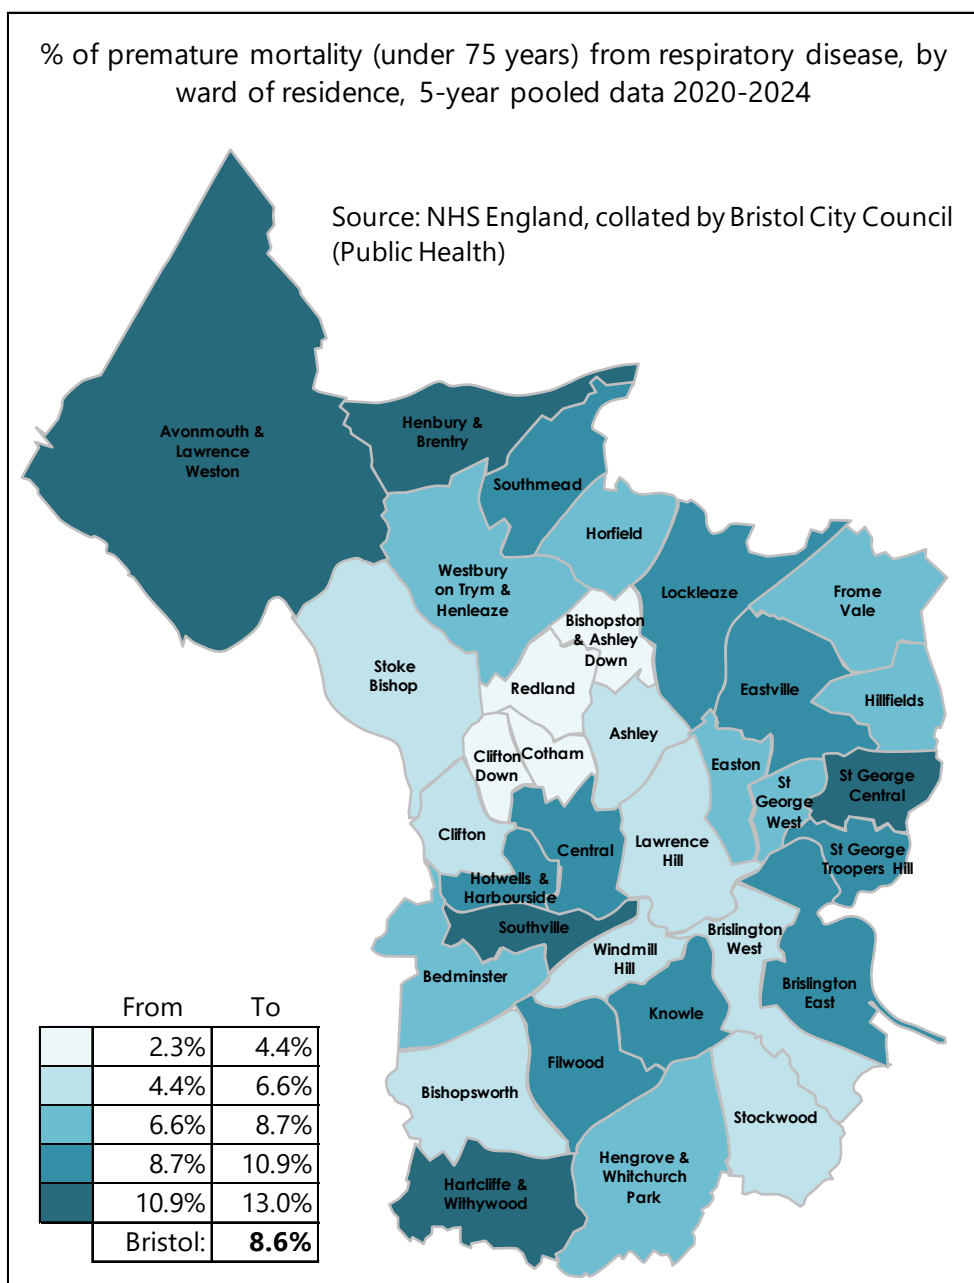 % of premature mortality (under 75 years) from respiratory disease, by
ward of residence, 5-year pooled data 2020-2024
Source: NHS England, collated by Bristol City Council
(Public Health)
Avonmouth &
Lawrence
Weston
Henbury &
Brentry
Southmead
Horfield
Westbury
on Trym &
Henleaze
Lockleaze
Frome
Vale
Bishopston
& Ashley
Down
Stoke
Bishop
Redland
Eastville
Hillfields
Ashley
Clifton
Down
Cotham
Easton
St
George
West
St George
Central
Clifton
Central
Lawrence
Hill
St George
Troopers Hill
Hotwells &
Harbourside
Southville
Windmill
Hill
Brislington
West
Bedminster
Brislington
East
Knowle
Filwood
Bishopsworth
Stockwood
Hengrove &
Whitchurch
Park
Hartcliffe &
Withywood
From To
2.3% 4.4%
4.4% 6.6%
6.6% 8.7%
8.7% 10.9%
10.9% 13.0%
Bristol: 8.6%